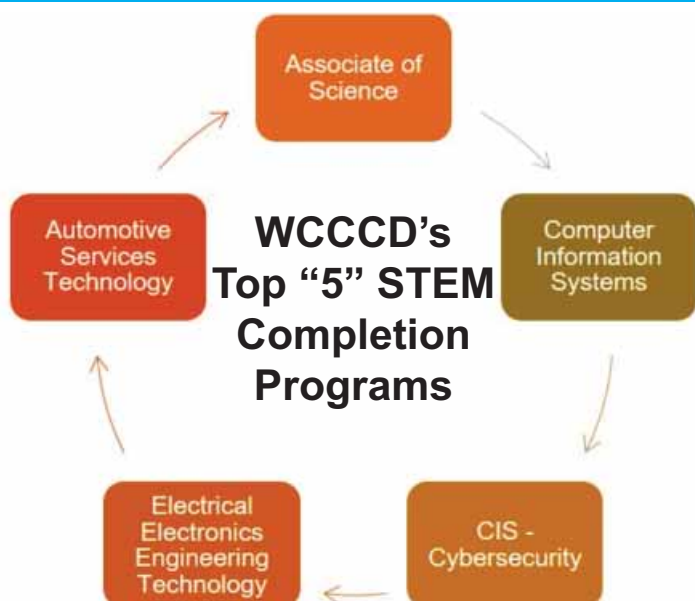 Associate of
Science
Automotive
Services
Technology
WCCCD's
Top “5” STEM
Completion
Programs
Computer
Information
Systems
Electrical
Electronics
Engineering
Technology
CIS -
Cybersecurity